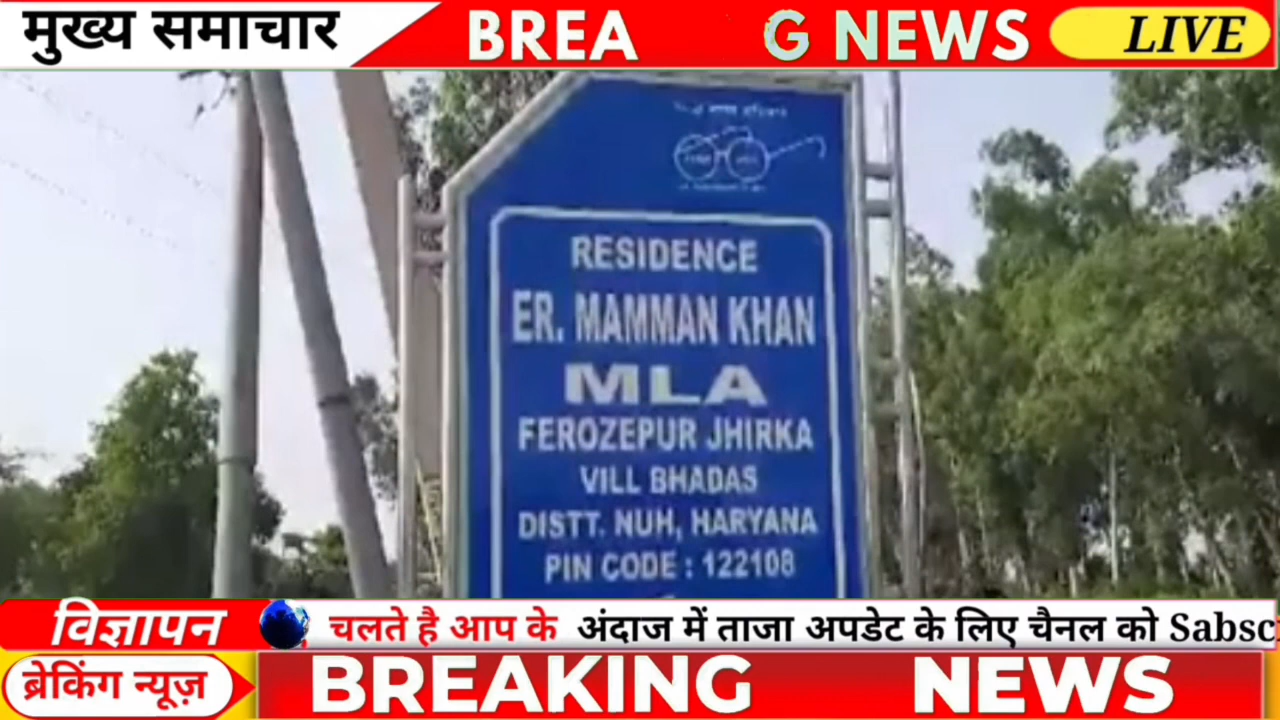 मुख्य समाचार
BREA G NEWS
LIVE
RESIDENCE
ER. MAMMAN KHAN
MLA
FEROZEPUR JHIRKA
VILL BHADAS
DISTT. NUH, HARYANA
PIN CODE : 122108
विज्ञापन
चलते है आप के अंदाज में ताजा अपडेट के लिए चैनल को Sabsc
ब्रेकिंग न्यूज़
BREAKING NEWS